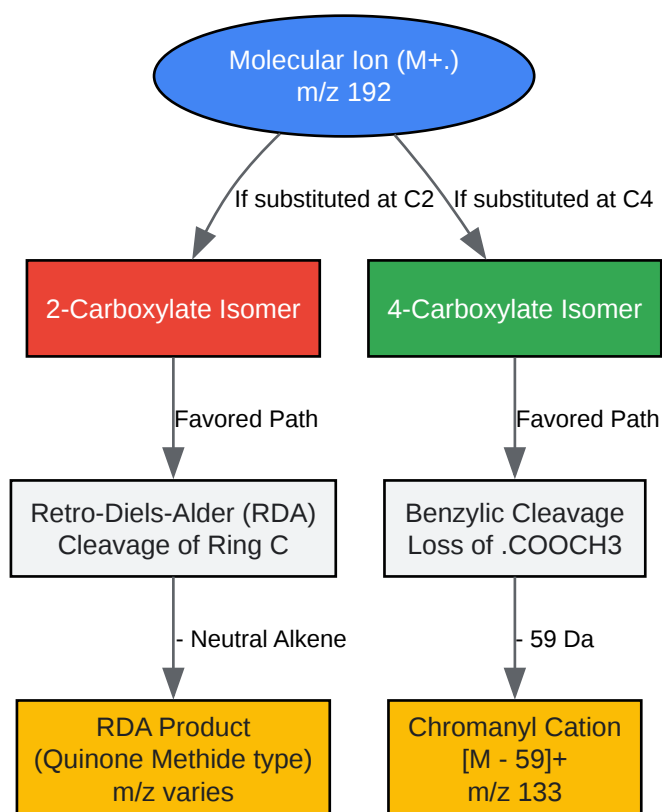 Molecular Ion (M+.)
m/z 192
If substituted at C2
If substituted at C4
2-Carboxylate Isomer
4-Carboxylate Isomer
Favored Path
Favored Path
Retro-Diels-Alder (RDA)
Cleavage of Ring C
Benzylic Cleavage
Loss of .COOCH3
- Neutral Alkene
- 59 Da
RDA Product
(Quinone Methide type)
m/z varies
Chromanyl Cation
[M - 59]+
m/z 133